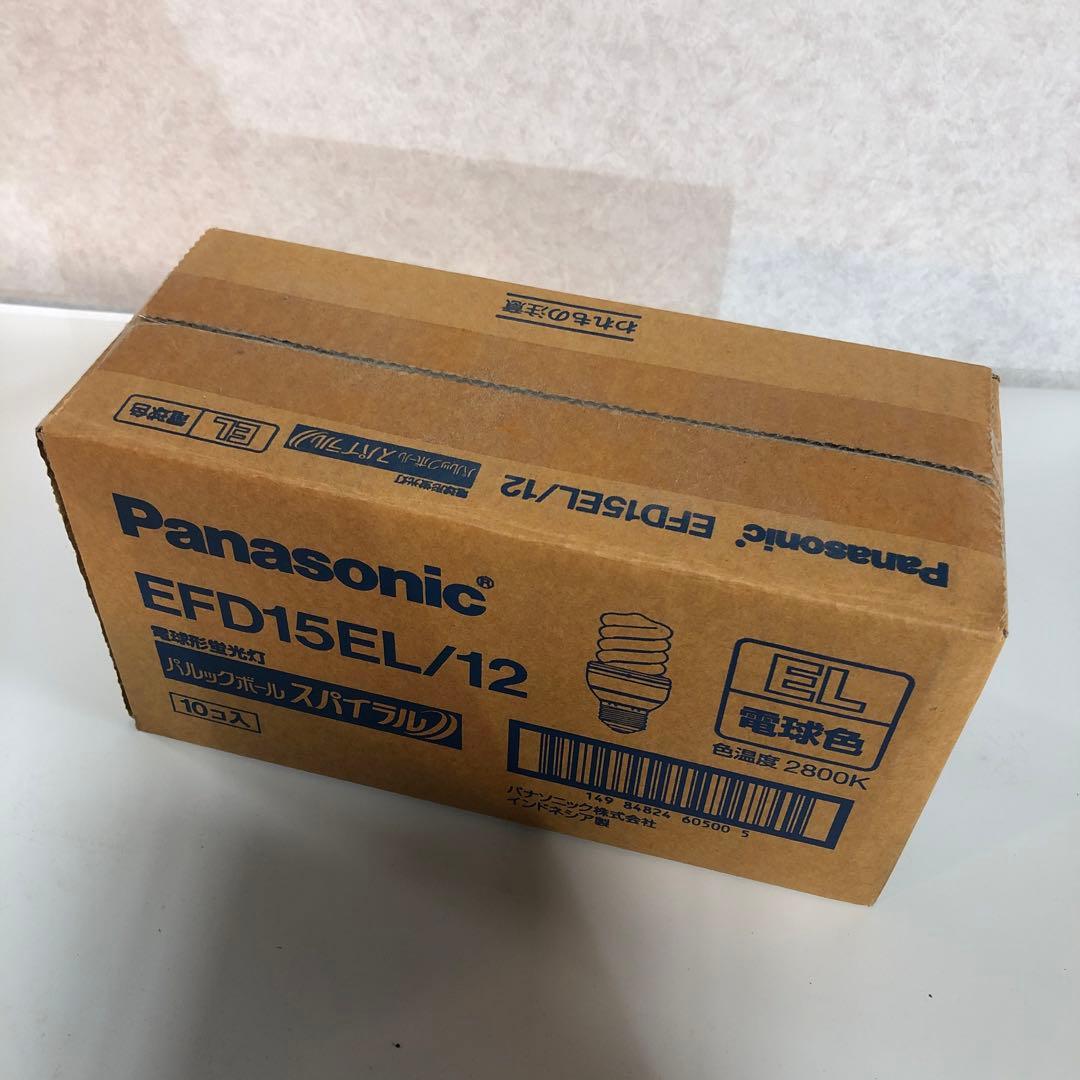 われもの注意
Panasonic EFD15EL/12 電球形蛍光灯 パルックボール スパイラル EL 電球色
Panasonic®
EFD15EL/12
電球形蛍光灯
パルックボール スパイラル
10コ入
EL
電球色
色温度 2800K
149 84824 60500 5
パナソニック株式会社
インドネシア製